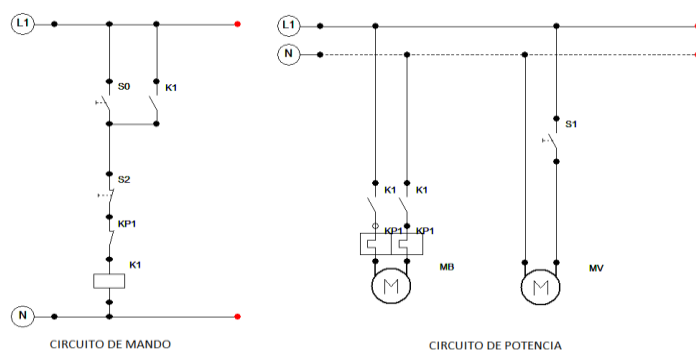 L1
S0
K1
S2
KP1
K1
N
CIRCUITO DE MANDO
L1
N
S1
K1
K1
KP1
KP1
MB
MV
M
M
CIRCUITO DE POTENCIA